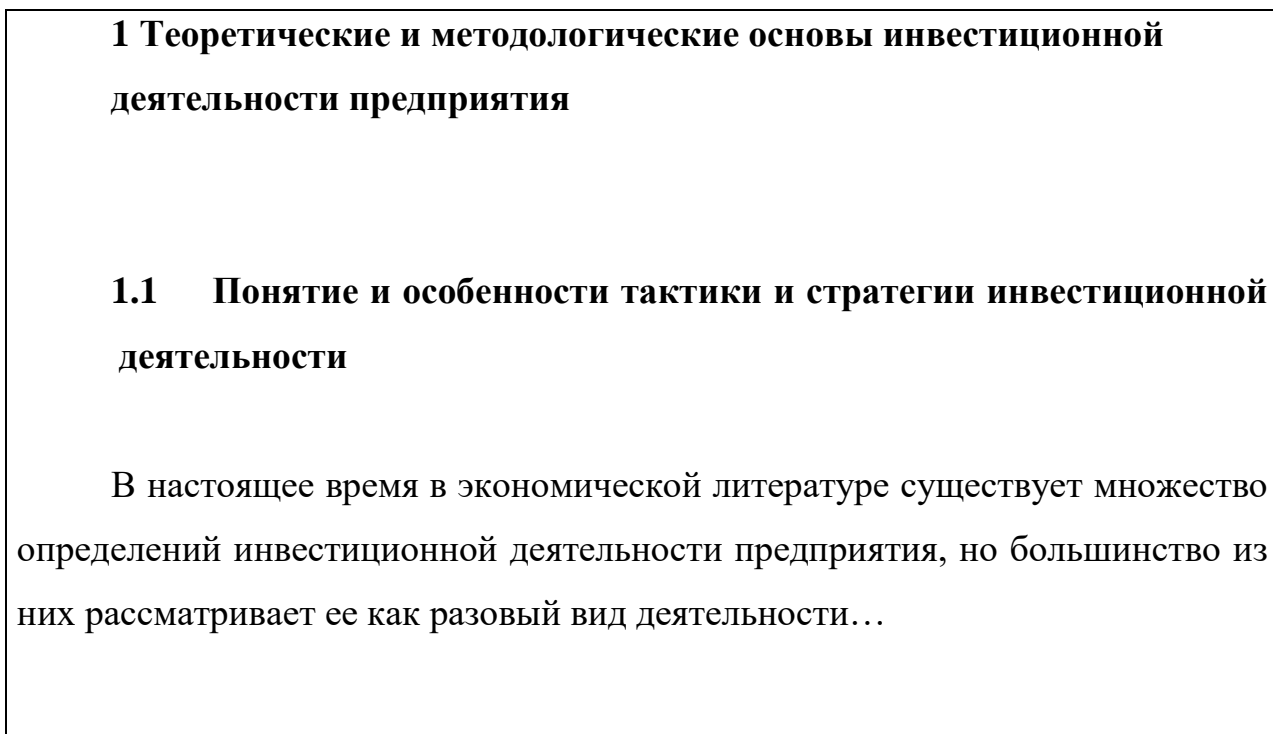 1 Теоретические и методологические основы инвестиционной
деятельности предприятия
1.1 Понятие и особенности тактики и стратегии инвестиционной
деятельности
В настоящее время в экономической литературе существует множество
определений инвестиционной деятельности предприятия, но большинство из
них рассматривает ее как разовый вид деятельности…